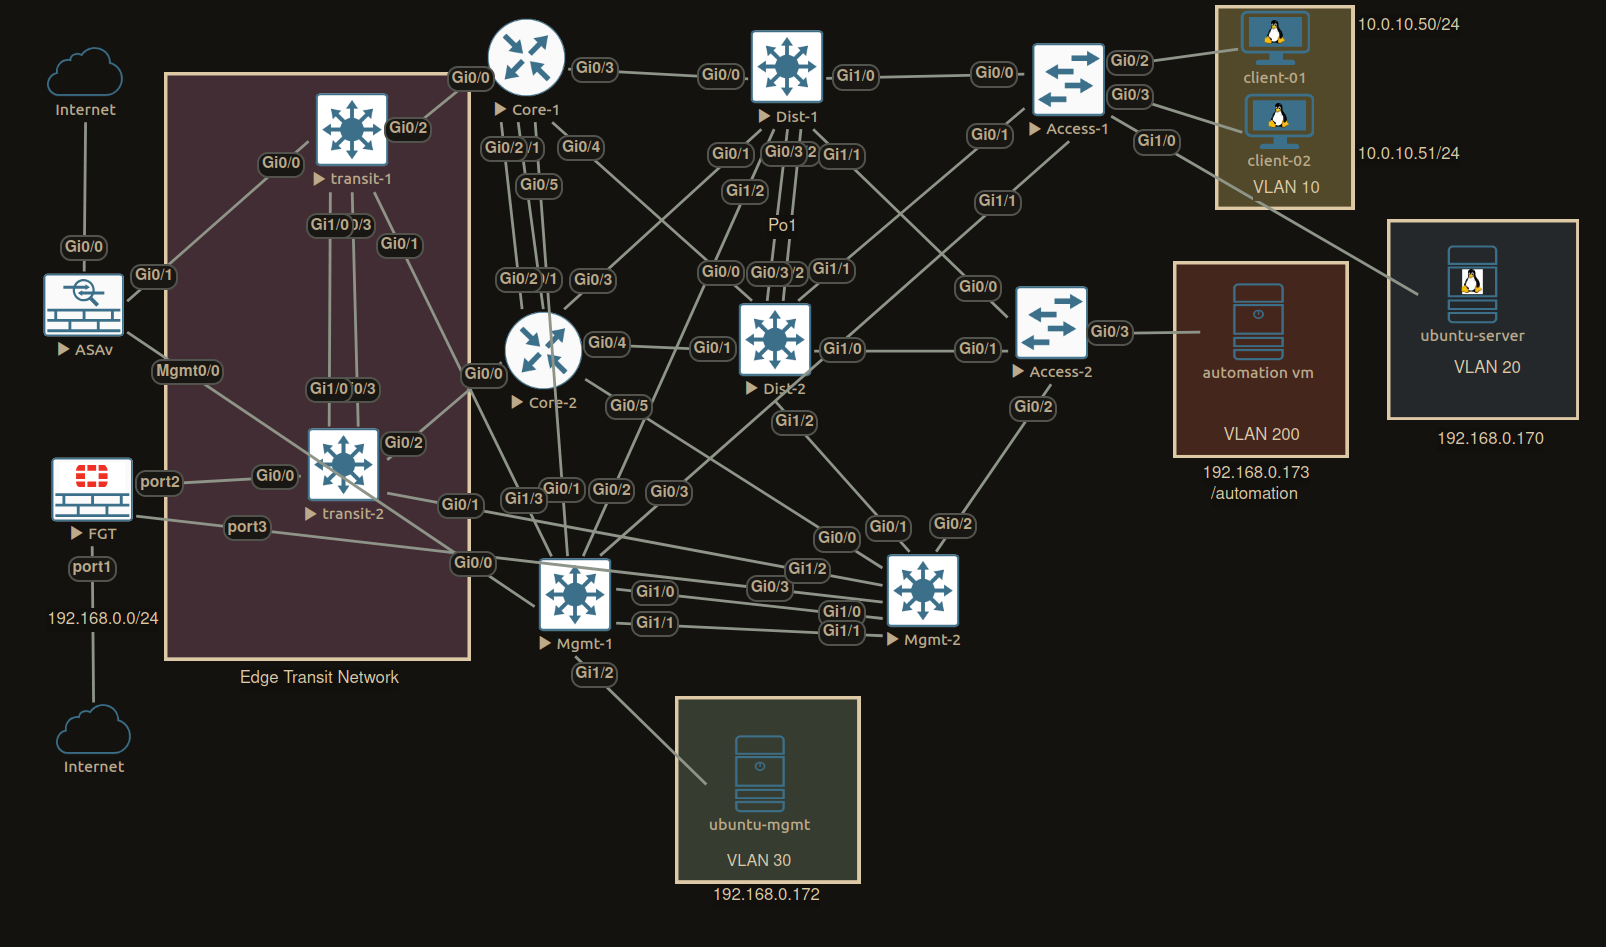 Internet
Gi0/0
Gi0/1
ASAv
Mgmt0/0
port2
FGT
port3
port1
192.168.0.0/24
Internet
Edge Transit Network
Gi0/0
Gi0/2
transit-1
Gi1/0
Gi0/1
Gi1/0
Gi0/0
Gi0/2
transit-2
Gi0/1
Gi0/0
Gi0/3
Core-1
Gi0/2
Gi0/4
Gi0/5
Gi0/2
Gi0/3
Gi0/0
Gi0/4
Core-2
Gi0/5
Gi0/0
Gi1/0
Dist-1
Gi0/1
Gi0/3
Gi1/1
Gi1/2
Po1
Gi0/0
Gi0/3
Gi1/1
Gi0/1
Gi1/0
Dist-2
Gi1/2
Gi0/0
Gi0/2
Access-1
Gi0/3
Gi0/1
Gi1/0
Gi1/1
Gi0/0
Gi0/1
Gi0/3
Access-2
Gi0/2
client-01
client-02
VLAN 10
10.0.10.50/24
10.0.10.51/24
ubuntu-server
VLAN 20
192.168.0.170
automation vm
VLAN 200
192.168.0.173
/automation
Gi1/3
Gi0/1
Gi0/2
Gi0/3
Gi0/0
Gi1/0
Gi1/1
Mgmt-1
Gi1/2
Gi0/0
Gi0/1
Gi0/2
Gi1/2
Gi0/3
Gi1/0
Gi1/1
Mgmt-2
ubuntu-mgmt
VLAN 30
192.168.0.172